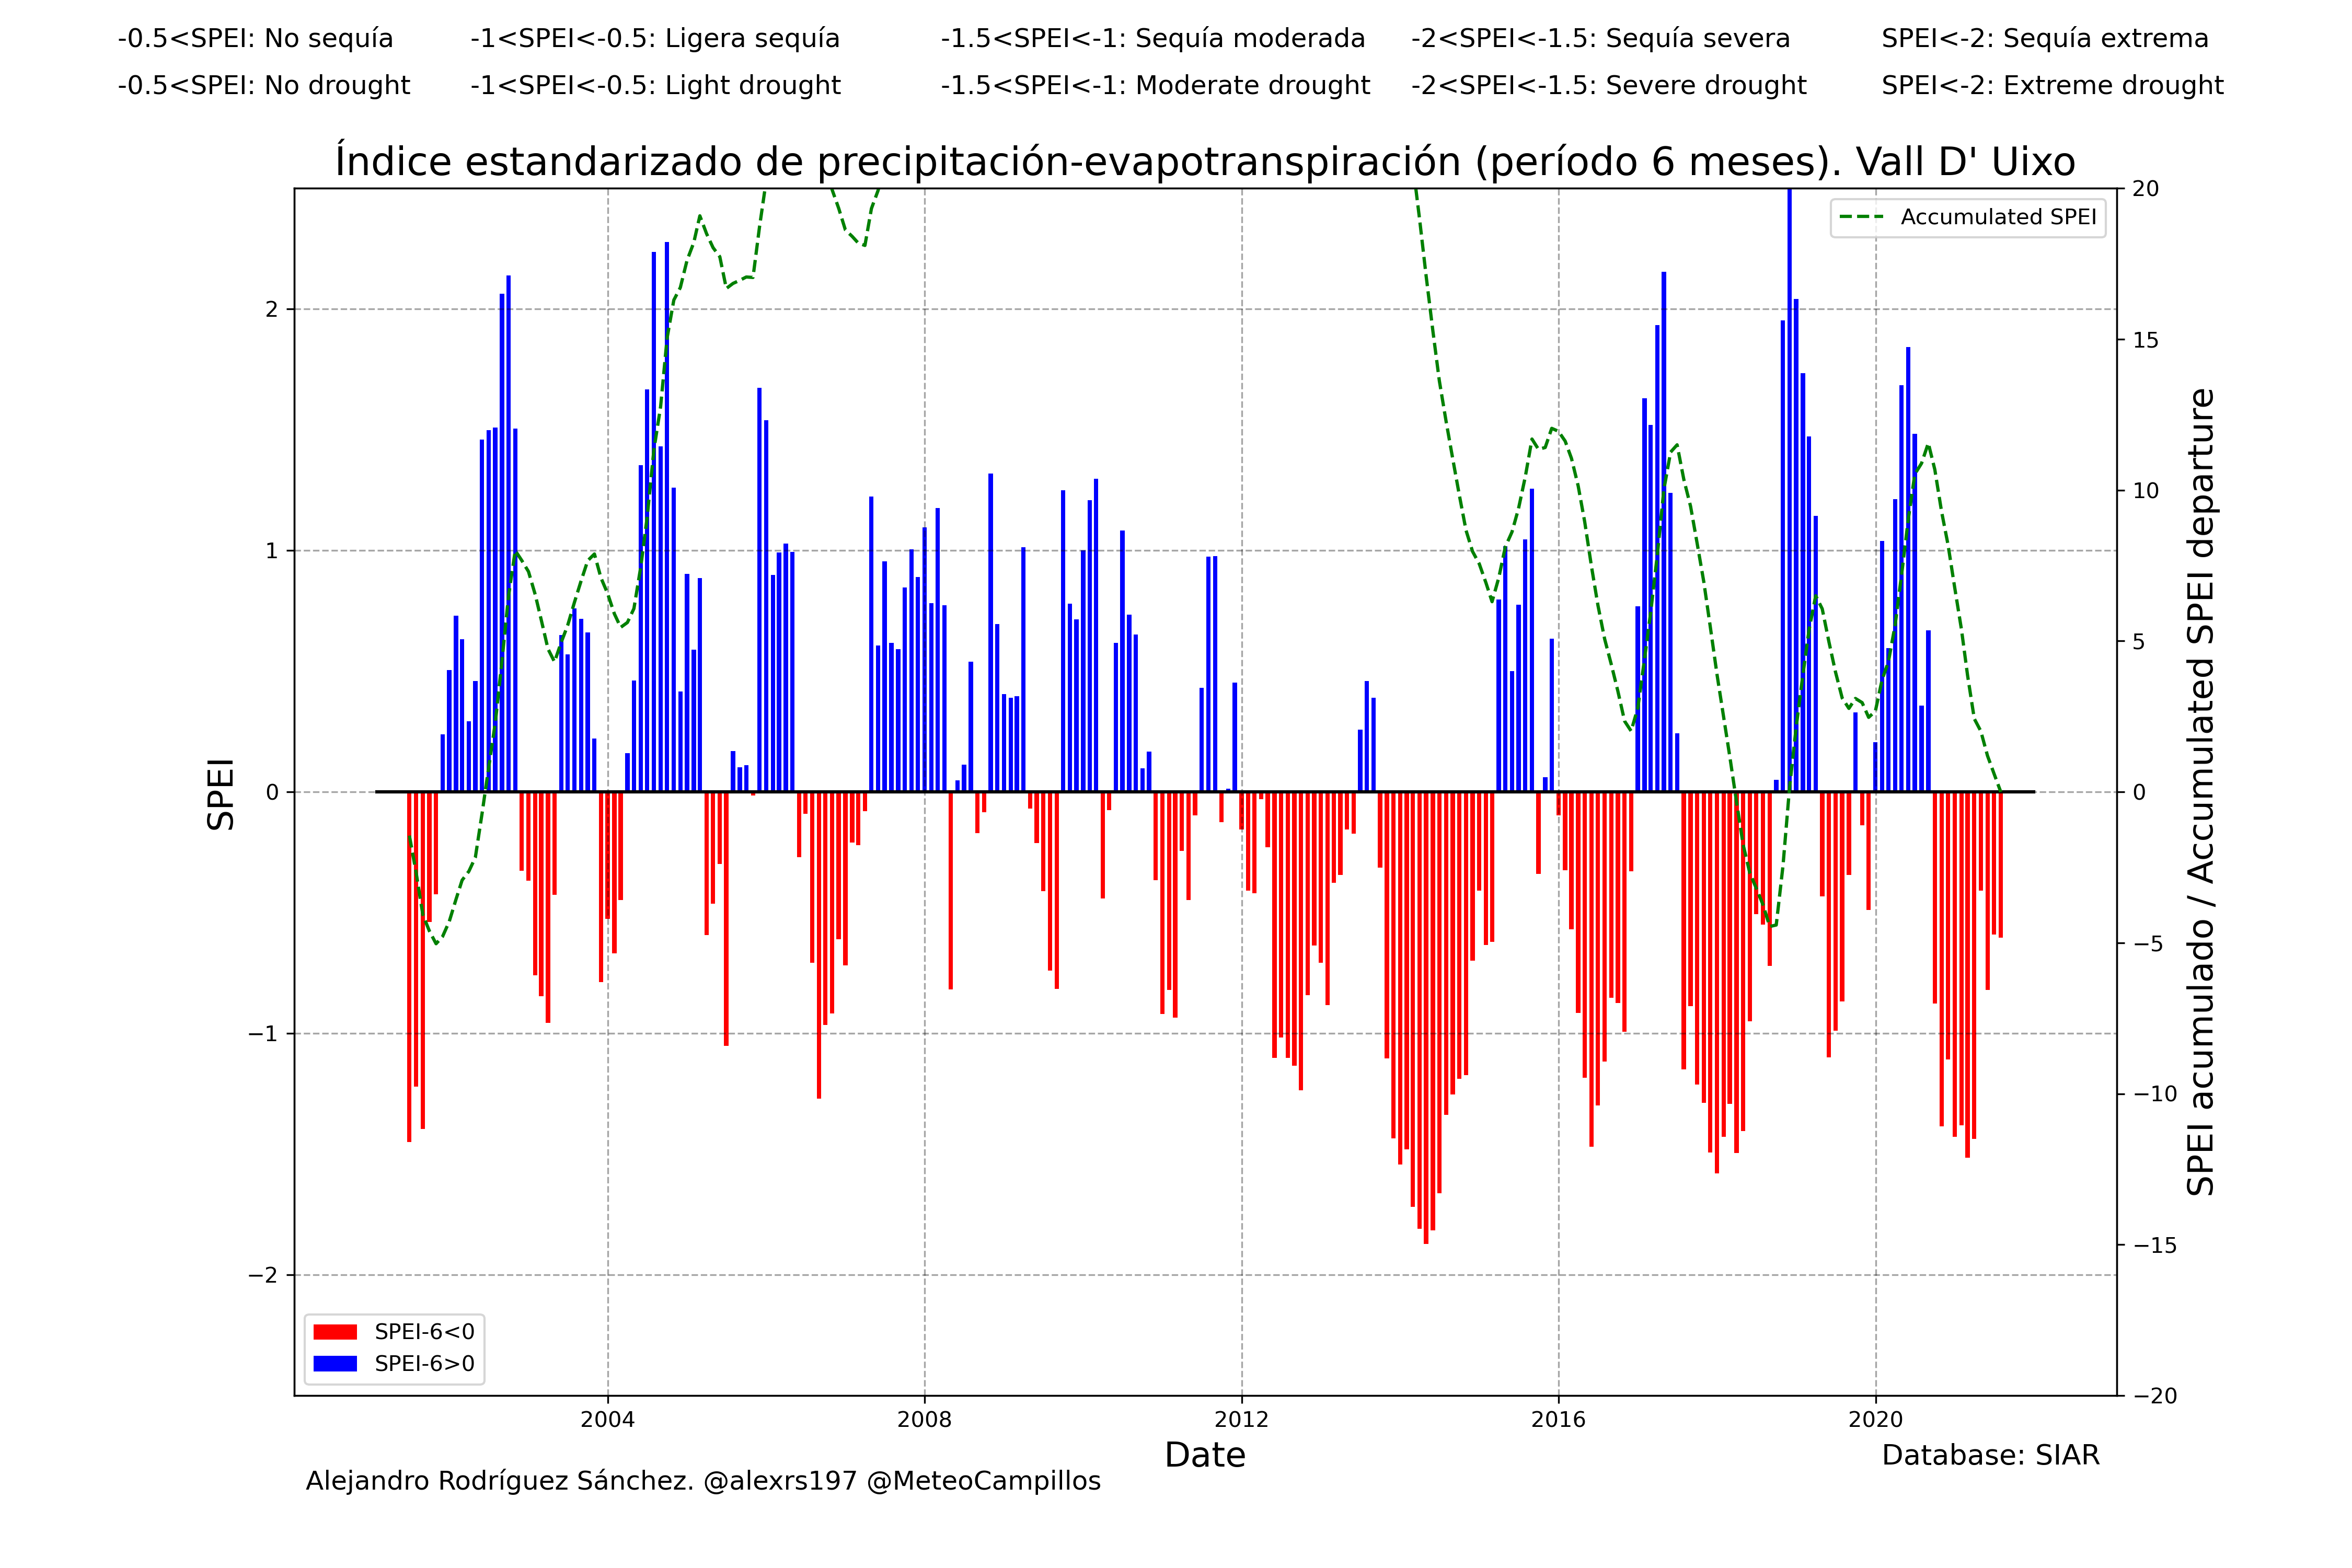 -0.5<SPEI: No sequía -1<SPEI<-0.5: Ligera sequía -1.5<SPEI<-1: Sequía moderada -2<SPEI<-1.5: Sequía severa SPEI<-2: Sequía extrema
-0.5<SPEI: No drought -1<SPEI<-0.5: Light drought -1.5<SPEI<-1: Moderate drought -2<SPEI<-1.5: Severe drought SPEI<-2: Extreme drought
Índice estandarizado de precipitación-evapotranspiración (período 6 meses). Vall D' Uixo
Accumulated SPEI
SPEI
2
1
0
−1
−2
20
15
10
5
0
−5
−10
−15
−20
SPEI acumulado / Accumulated SPEI departure
SPEI-6<0
SPEI-6>0
2004 2008 2012 2016 2020
Date
Database: SIAR
Alejandro Rodríguez Sánchez. @alexrs197 @MeteoCampillos